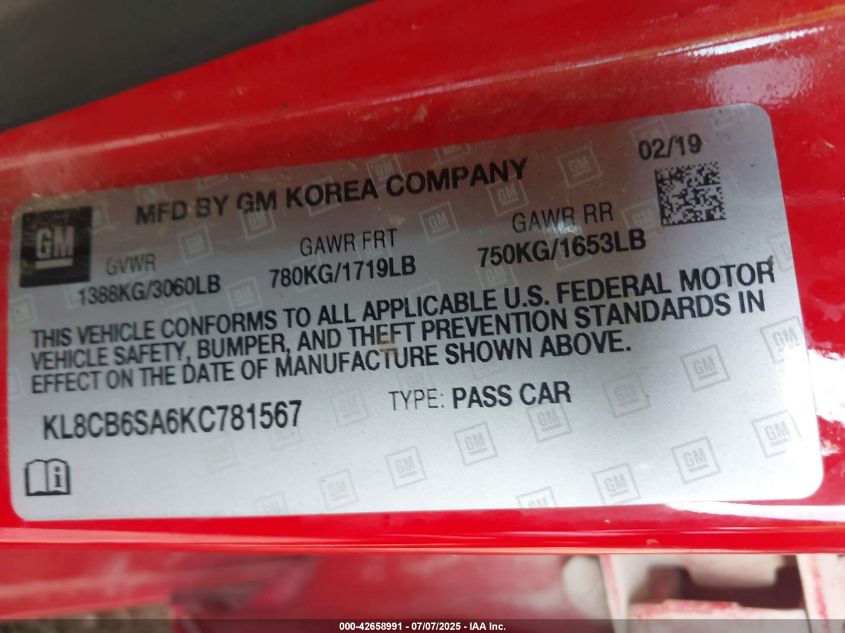 02/19
MFD BY GM KOREA COMPANY
GM
GVWR GAWR FRT GAWR RR
1388KG/3060LB 780KG/1719LB 750KG/1653LB
THIS VEHICLE CONFORMS TO ALL APPLICABLE U.S. FEDERAL MOTOR
VEHICLE SAFETY, BUMPER, AND THEFT PREVENTION STANDARDS IN
EFFECT ON THE DATE OF MANUFACTURE SHOWN ABOVE.
KL8CB6SA6KC781567 TYPE: PASS CAR
000-42658991 / 07/07/2025 - IAA Inc.